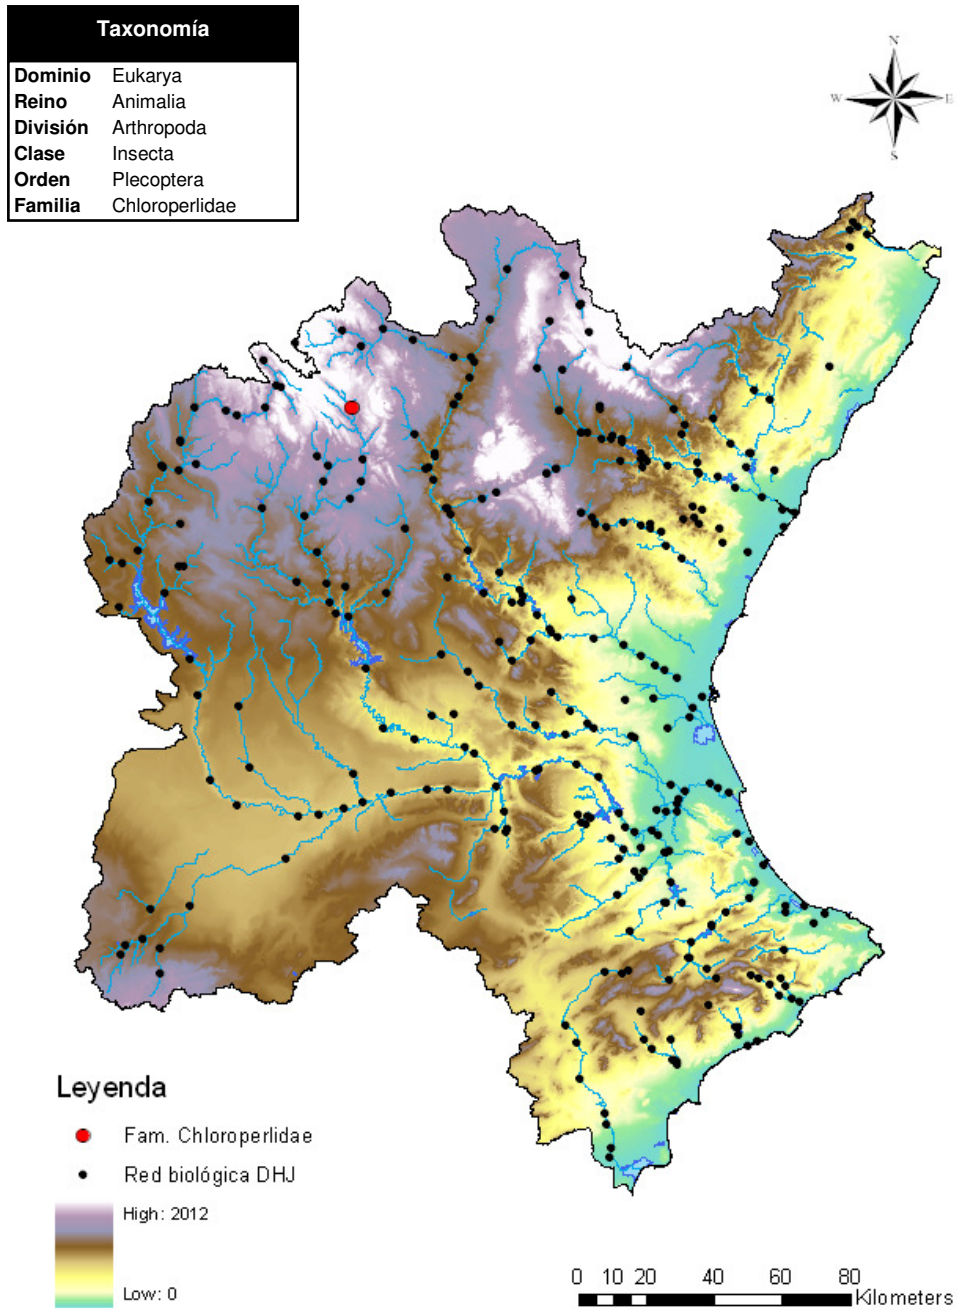 Taxonomía
Dominio Eukarya
Reino Animalia
División Arthropoda
Clase Insecta
Orden Plecoptera
Familia Chloroperlidae
N
W E
S
Leyenda
Fam. Chloroperlidae
Red biológica DHJ
High: 2012
Low: 0
0 10 20 40 60 80
Kilometers